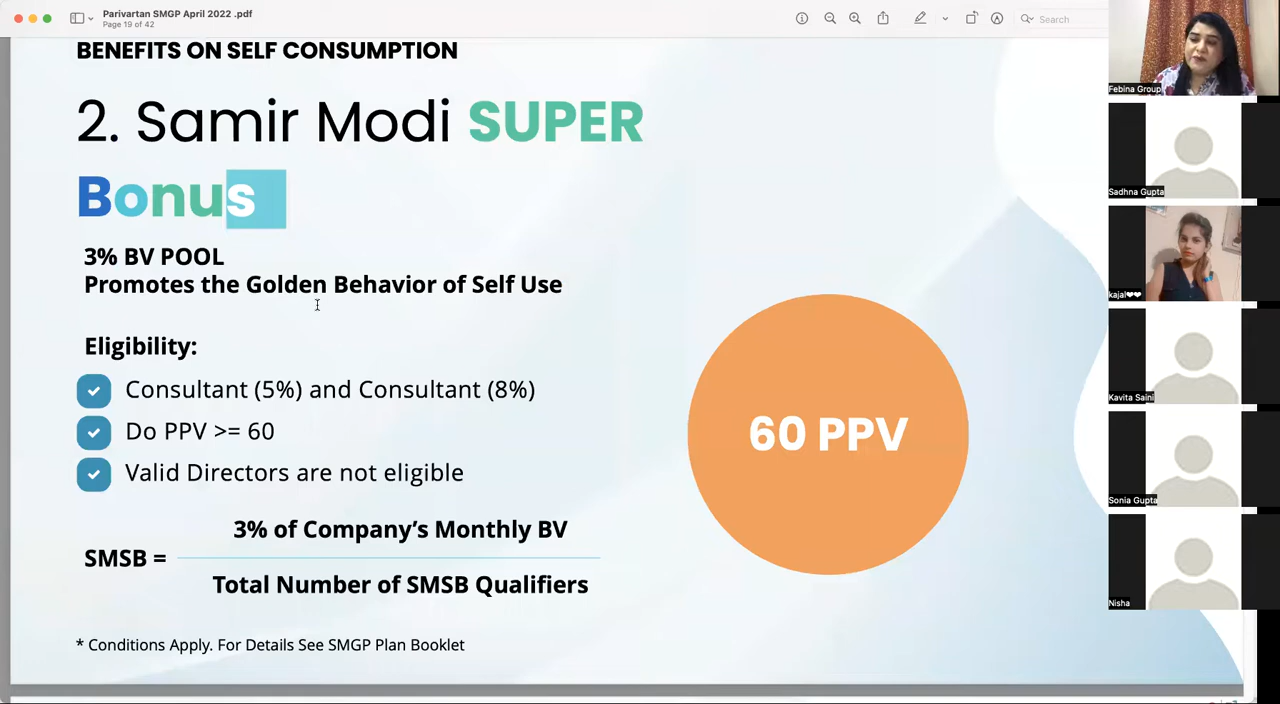 Parivartan SMGP April 2022 .pdf
Page 19 of 42
Search
BENEFITS ON SELF CONSUMPTION
2. Samir Modi SUPER
Bonus
3% BV POOL
Promotes the Golden Behavior of Self Use
Eligibility:
Consultant (5%) and Consultant (8%)
Do PPV >= 60
Valid Directors are not eligible
SMSB =
3% of Company’s Monthly BV
Total Number of SMSB Qualifiers
* Conditions Apply. For Details See SMGP Plan Booklet
60 PPV
Febina Group
Sadhna Gupta
kajal❤❤
Kavita Saini
Sonia Gupta
Nisha